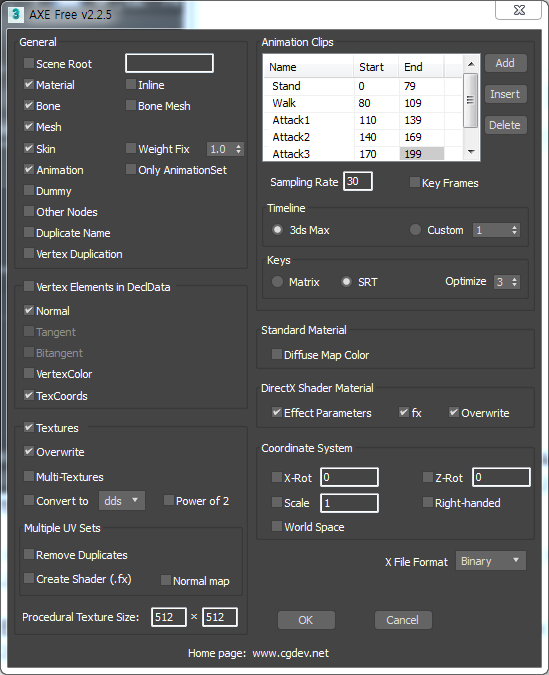 3 AXE Free v2.2.5
General
Scene Root
Material Inline
Bone Bone Mesh
Mesh
Skin Weight Fix 1.0
Animation Only AnimationSet
Dummy
Other Nodes
Duplicate Name
Vertex Duplication
Vertex Elements in DeclData
Normal
Tangent
Bitangent
VertexColor
TexCoords
Textures
Overwrite
Multi-Textures
Convert to dds Power of 2
Multiple UV Sets
Remove Duplicates
Create Shader (.fx) Normal map
Procedural Texture Size: 512 × 512
Animation Clips
Name Start End
Stand 0 79
Walk 80 109
Attack1 110 139
Attack2 140 169
Attack3 170 199
Add
Insert
Delete
Sampling Rate 30 Key Frames
Timeline
3ds Max Custom 1
Keys
Matrix SRT Optimize 3
Standard Material
Diffuse Map Color
DirectX Shader Material
Effect Parameters fx Overwrite
Coordinate System
X-Rot 0 Z-Rot 0
Scale 1 Right-handed
World Space
X File Format Binary
OK Cancel
Home page: www.cgdev.net